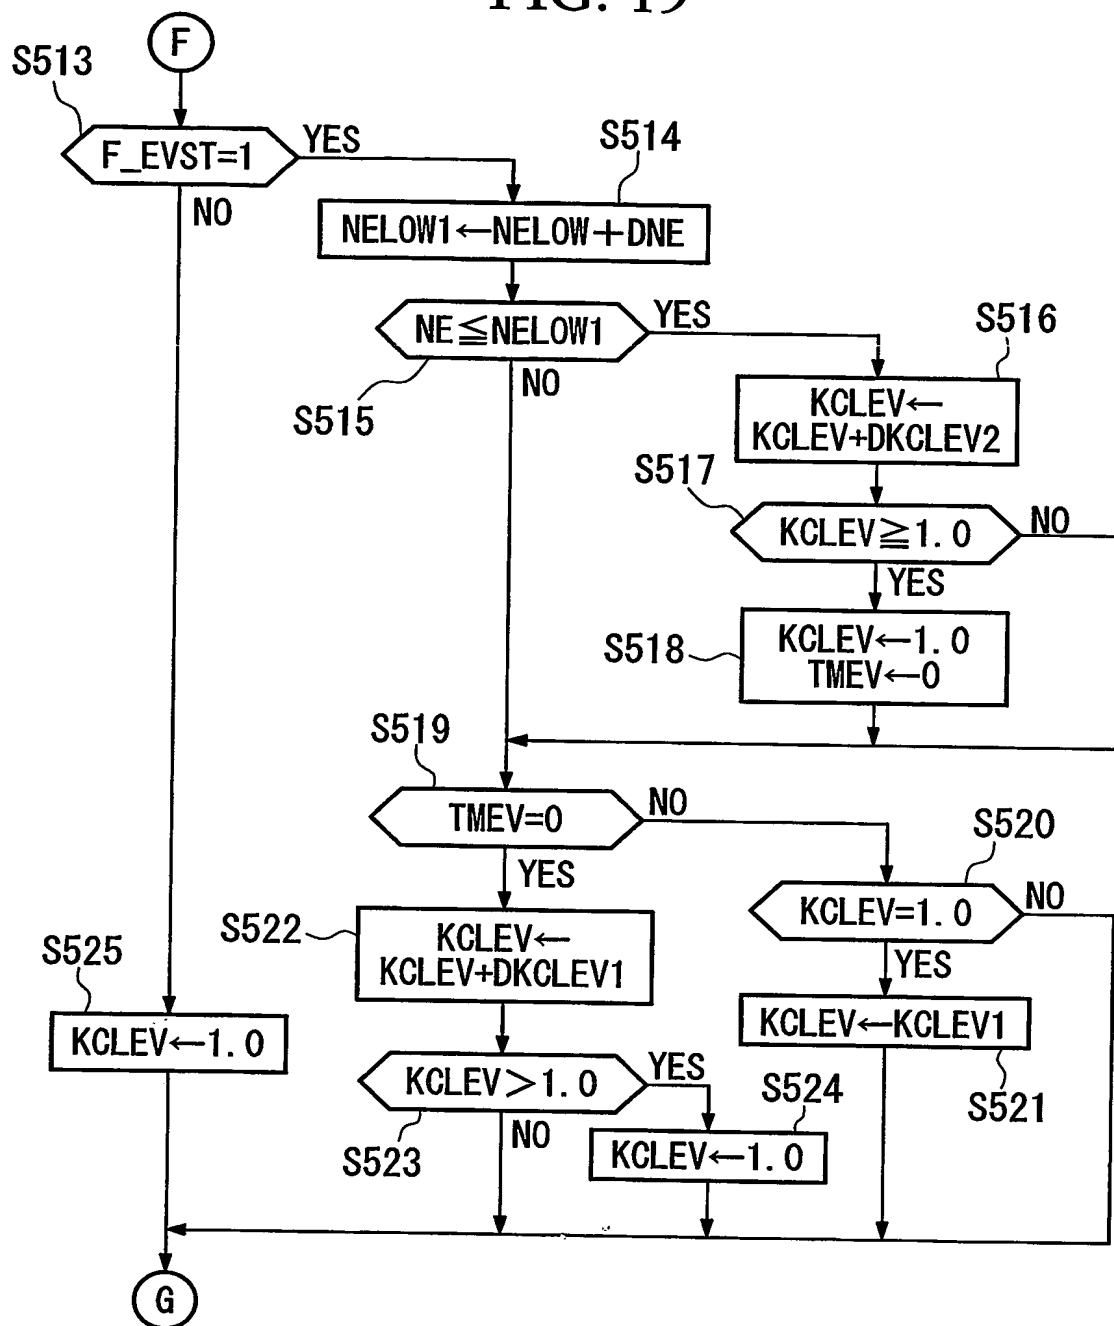 FIG. 19
F
S513
F_EVST=1
YES
NO
S514
NELOW1←NELOW+DNE
NE≦NELOW1
YES
NO
S515
S516
KCLEV←
KCLEV+DKCLEV2
S517
KCLEV≧1.0
NO
YES
S518
KCLEV←1.0
TMEV←0
S519
TMEV=0
NO
YES
S520
KCLEV=1.0
NO
YES
S522
KCLEV←
KCLEV+DKCLEV1
S525
KCLEV←1.0
KCLEV←KCLEV1
S521
KCLEV>1.0
YES
NO
S523
S524
KCLEV←1.0
G